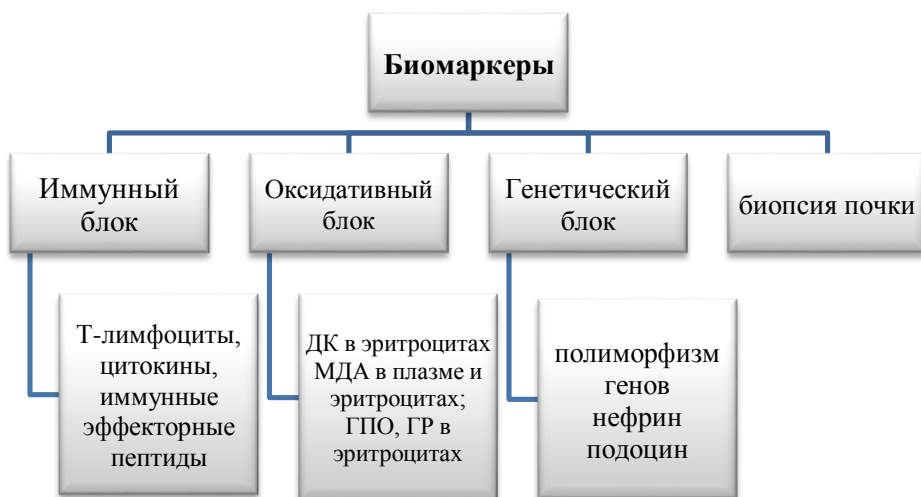 Биомаркеры
Иммунный
блок
Оксидативный
блок
Генетический
блок
биопсия почки
Т-лимфоциты,
цитокины,
иммунные
эффекторные
пептиды
ДК в эритроцитах
МДА в плазме и
эритроцитах;
ГПО, ГР в
эритроцитах
полиморфизм
генов
нефрин
подоцин